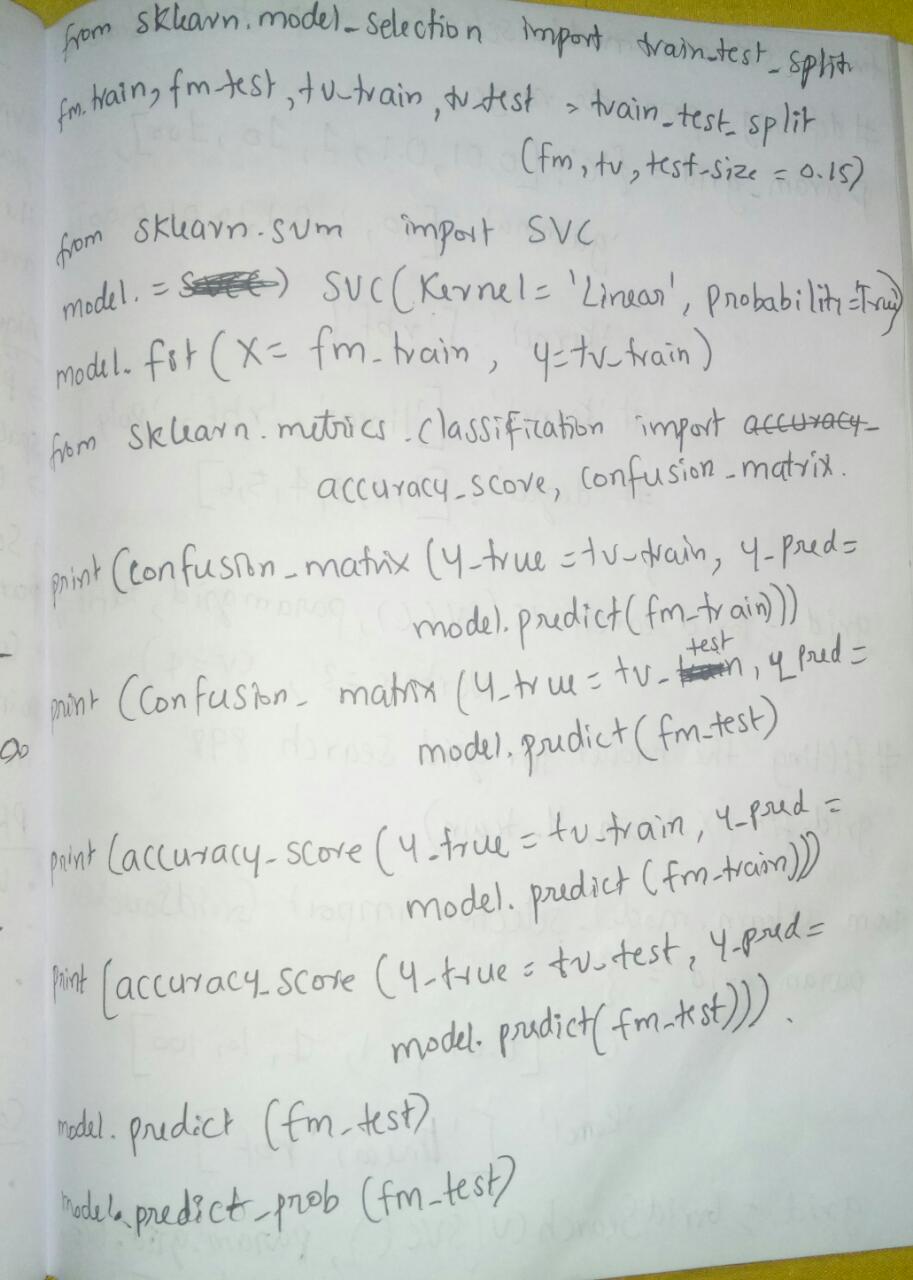 from sklearn.model_selection import train_test_split
fm_train, fm_test, tv_train, tv_test = train_test_split
(fm, tv, test_size = 0.15)
from sklearn.svm import SVC
model. = SVC (Kernel = 'Linear', Probability = True)
model. fit (X = fm_train, y = tv_train)
from sklearn.metrics.classification import accuracy_
accuracy_score, confusion_matrix.
print (confusion_matrix (y_true = tv_train, y_pred =
model.predict(fm_train)))
print (confusion_ matrix (y_true = tv_test, y_pred =
model.predict (fm_test)
print (accuracy_score (y_true = tv_train, y_pred =
model. predict (fm_train)))
print (accuracy_score (y_true = tv_test, y_pred =
model. predict( fm_test))).
model. predict (fm_test)
model. predict_prob (fm_test)